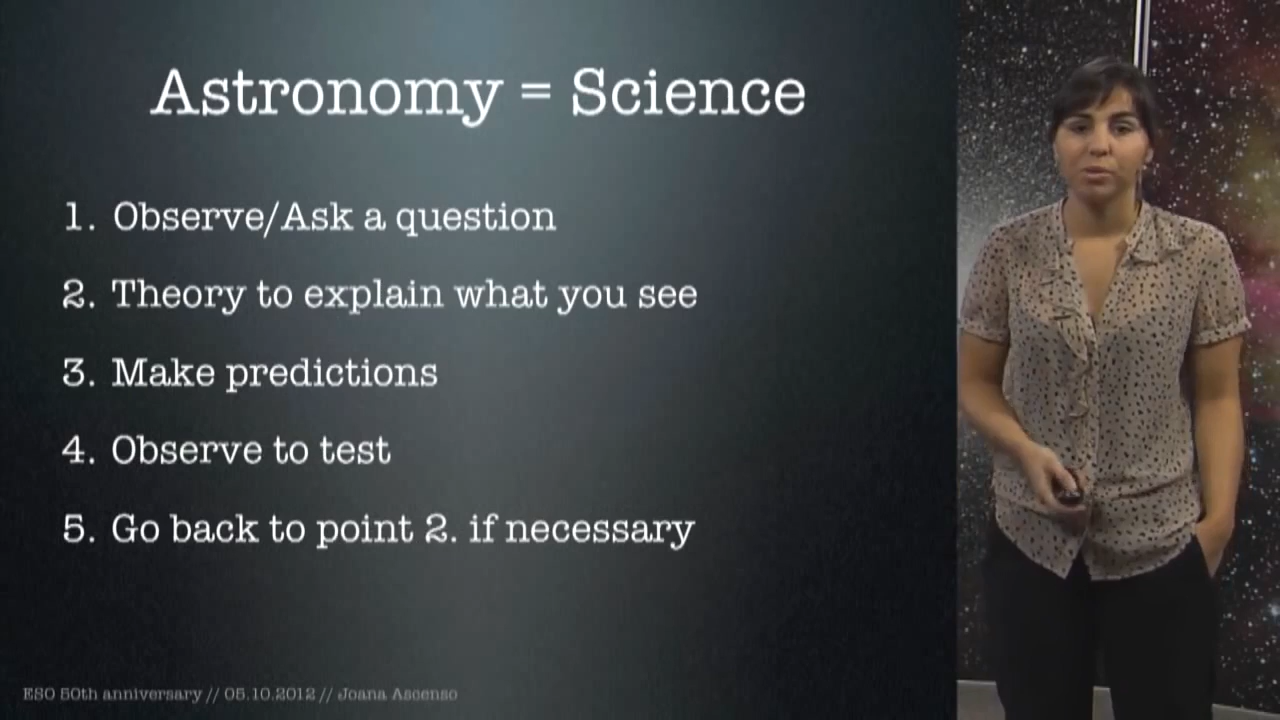 Astronomy = Science
1. Observe/Ask a question
2. Theory to explain what you see
3. Make predictions
4. Observe to test
5. Go back to point 2. if necessary
ESO 50th anniversary // 05.10.2012 // Joana Ascenso